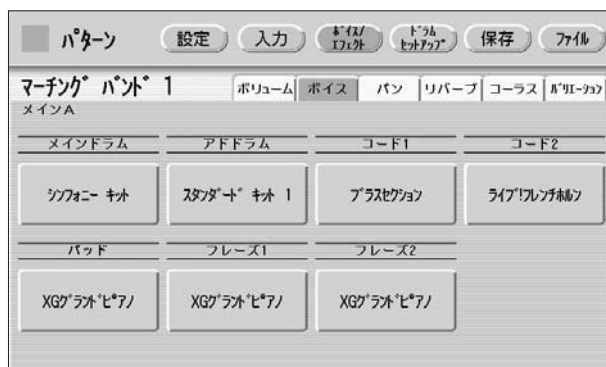 パターン 設定 入力 ボイス/エフェクト ドラムセットアップ 保存 ファイル
マーチング バンド 1 ボリューム ボイス パン リバーブ コーラス バリエーション
メインA
メインドラム アドドラム コード1 コード2
シンフォニー キット スタンダード キット 1 ブラスセクション ライブ!フレンチホルン
パッド フレーズ1 フレーズ2
XGグランドピアノ XGグランドピアノ XGグランドピアノ